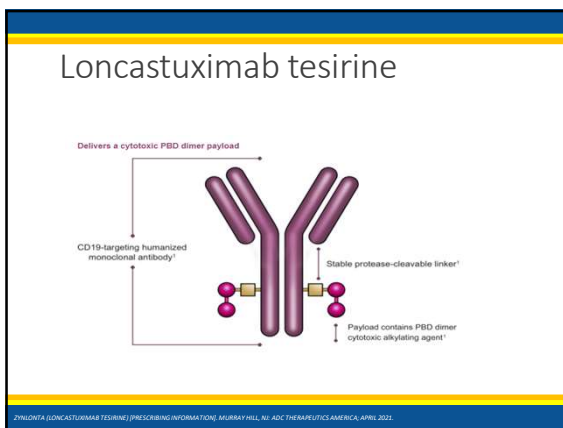 Loncastuximab tesirine
Delivers a cytotoxic PBD dimer payload
CD19-targeting humanized
monoclonal antibody¹
Stable protease-cleavable linker¹
Payload contains PBD dimer
cytotoxic alkylating agent¹
ZYNLONTA (LONCASTUXIMAB TESIRINE) [PRESCRIBING INFORMATION]. MURRAY HILL, NJ: ADC THERAPEUTICS AMERICA; APRIL 2021.